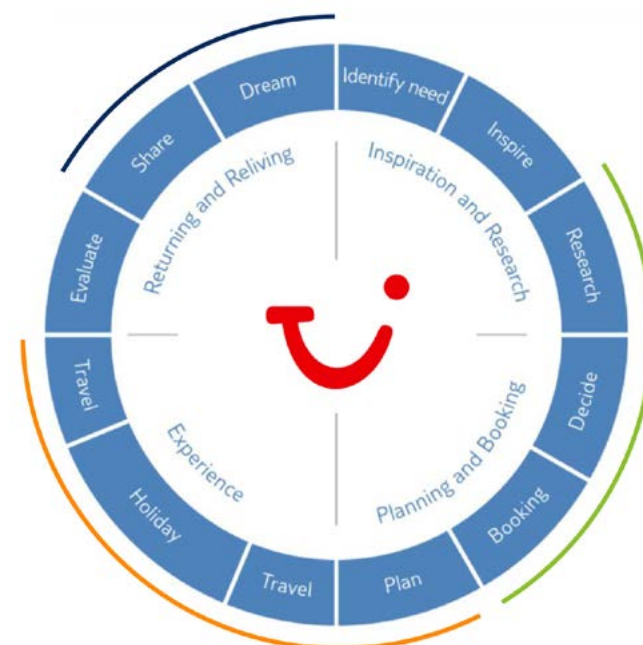 Identify need
Inspire
Research
Decide
Booking
Plan
Travel
Holiday
Travel
Evaluate
Share
Dream
Inspiration and Research
Planning and Booking
Experience
Returning and Reliving